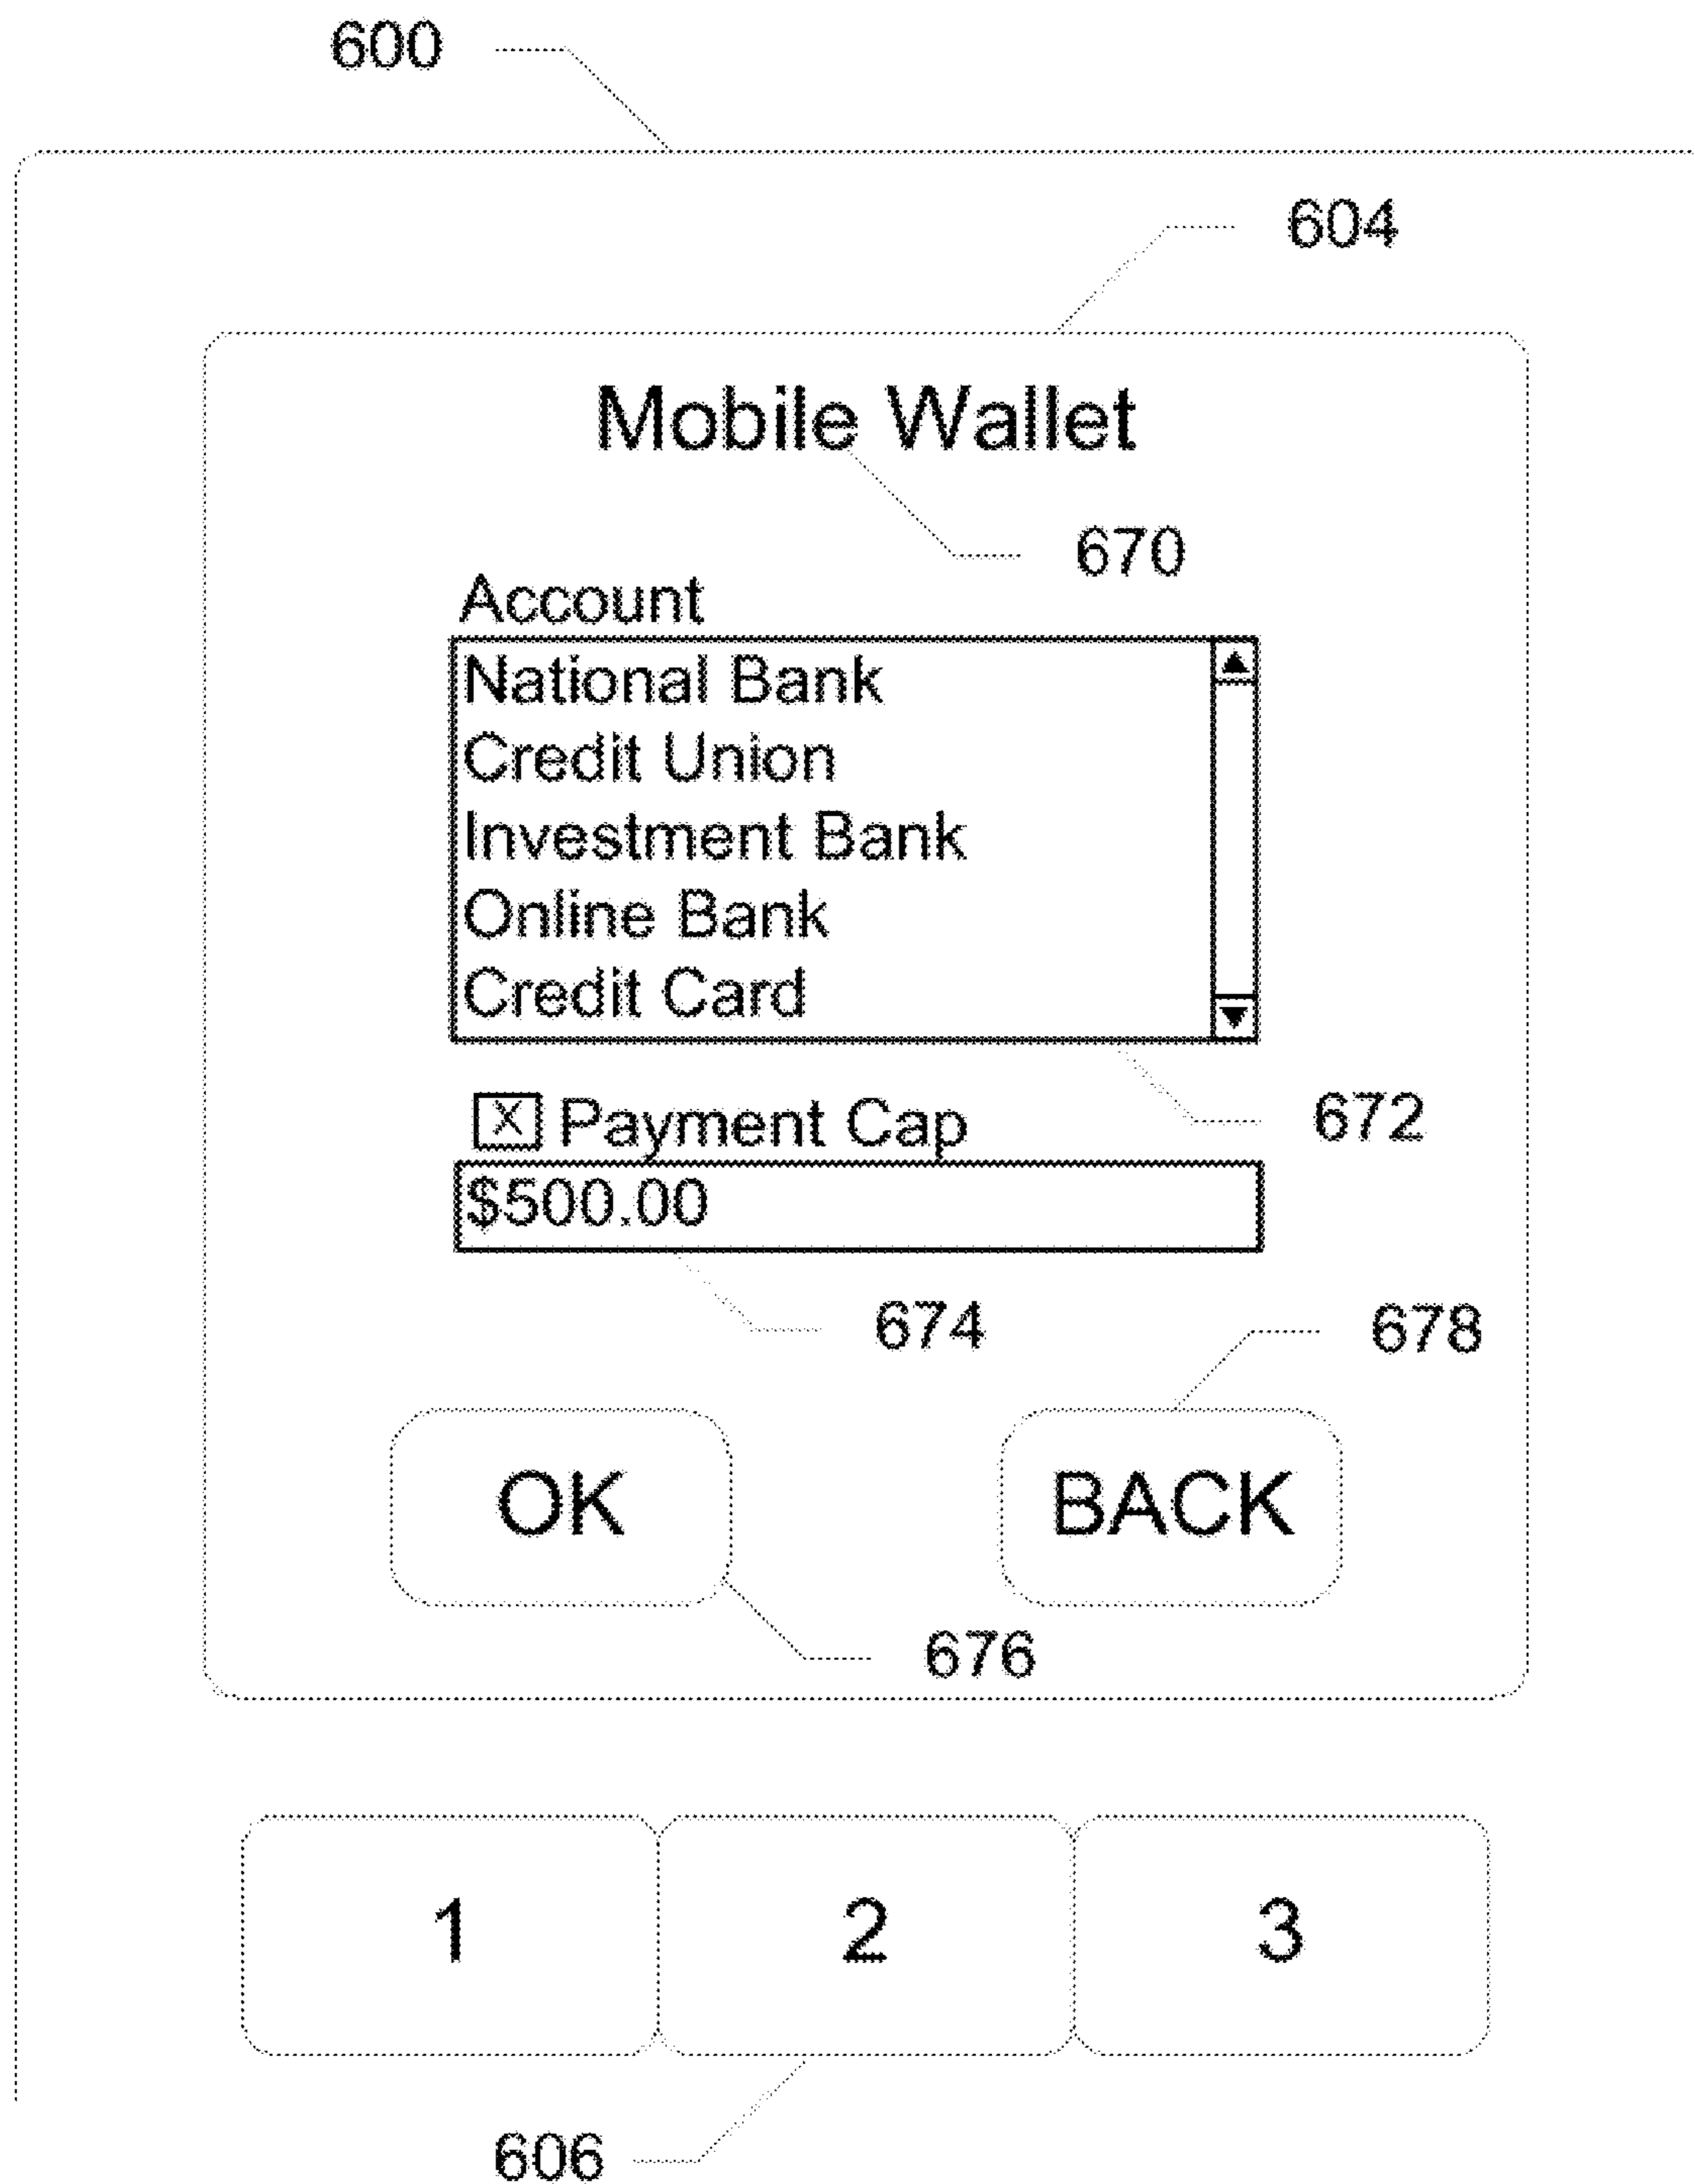 600
604
Mobile Wallet
670
Account
National Bank
Credit Union
Investment Bank
Online Bank
Credit Card
672
X Payment Cap
$500.00
674
678
OK
BACK
676
1 2 3
606